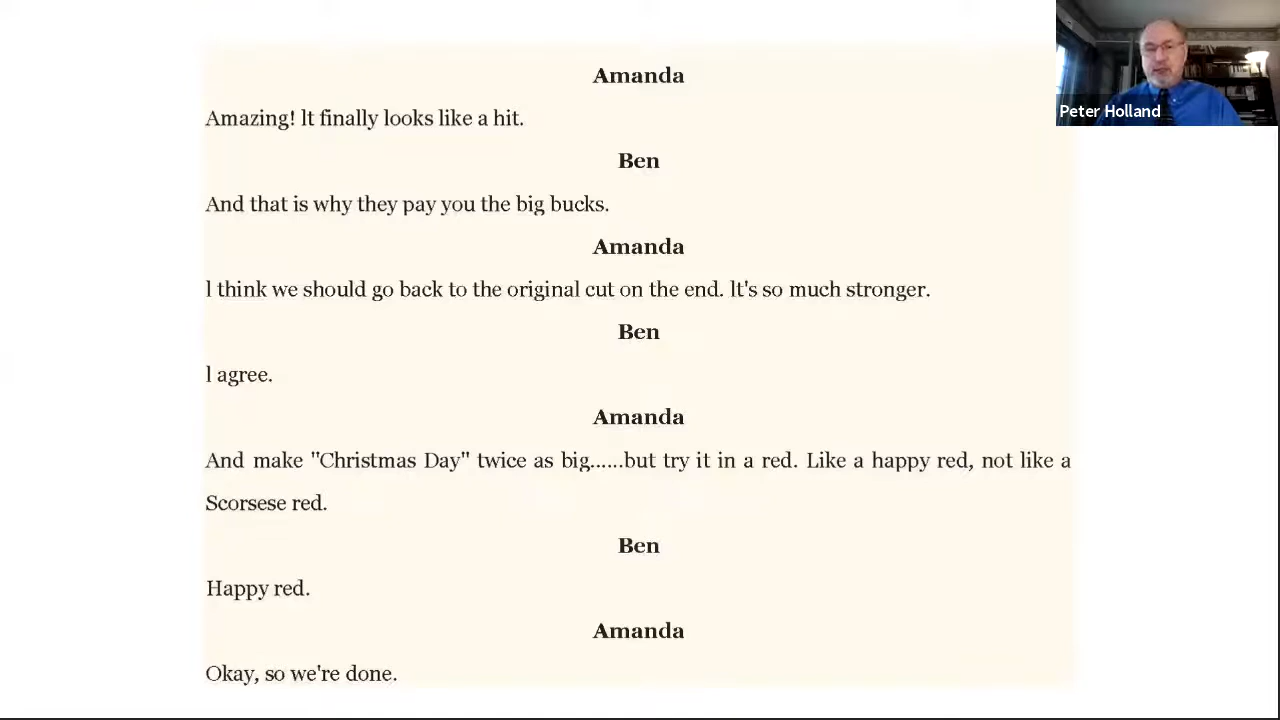 Amanda
Amazing! lt finally looks like a hit.
Ben
And that is why they pay you the big bucks.
Amanda
l think we should go back to the original cut on the end. lt's so much stronger.
Ben
l agree.
Amanda
And make "Christmas Day" twice as big......but try it in a red. Like a happy red, not like a
Scorsese red.
Ben
Happy red.
Amanda
Okay, so we're done.
Peter Holland